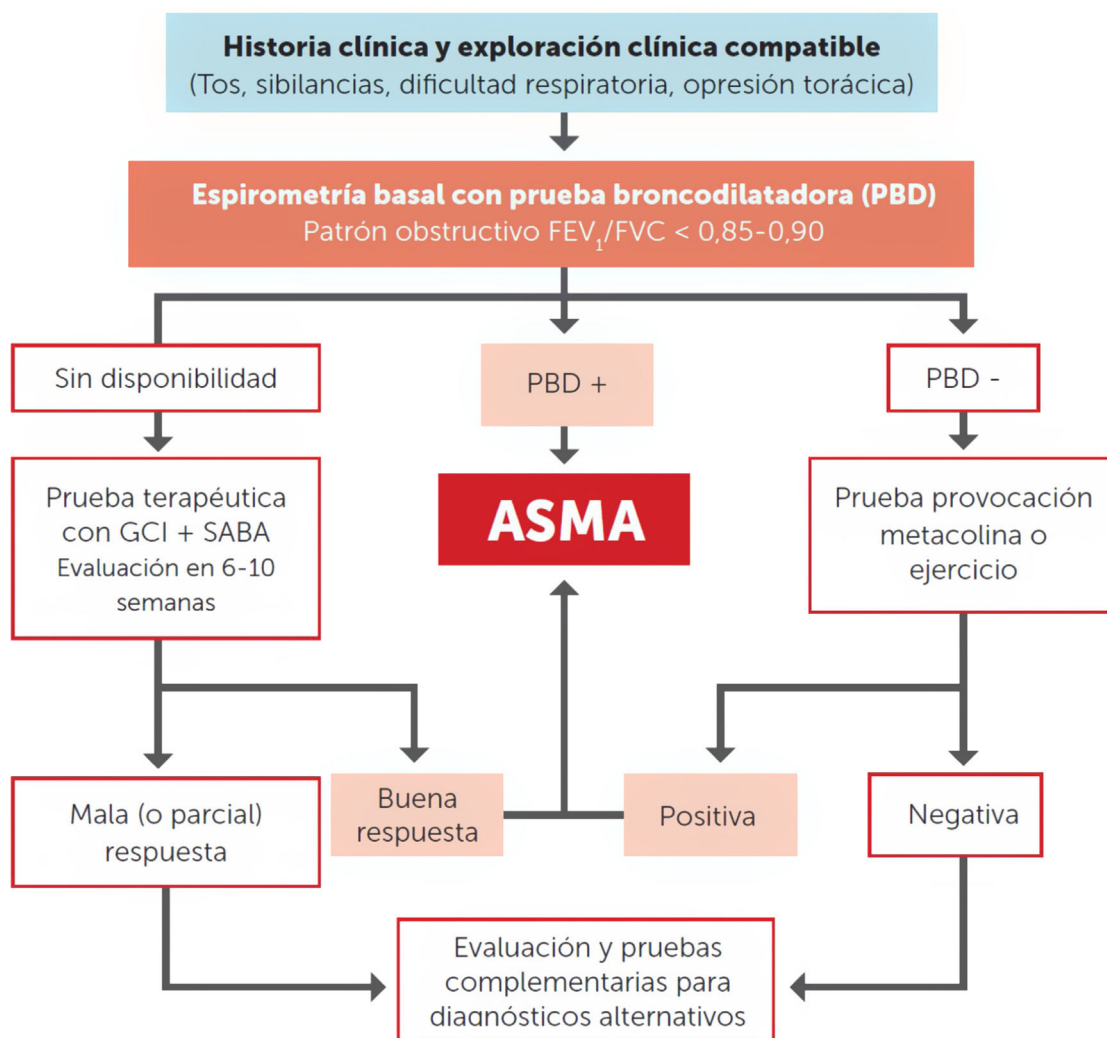 Historia clínica y exploración clínica compatible
(Tos, sibilancias, dificultad respiratoria, opresión torácica)
Espirometría basal con prueba broncodilatadora (PBD)
Patrón obstructivo FEV₁/FVC < 0,85-0,90
Sin disponibilidad
PBD +
PBD -
Prueba terapéutica
con GCI + SABA
Evaluación en 6-10
semanas
ASMA
Prueba provocación
metacolina o
ejercicio
Mala (o parcial)
respuesta
Buena
respuesta
Positiva
Negativa
Evaluación y pruebas
complementarias para
diagnósticos alternativos